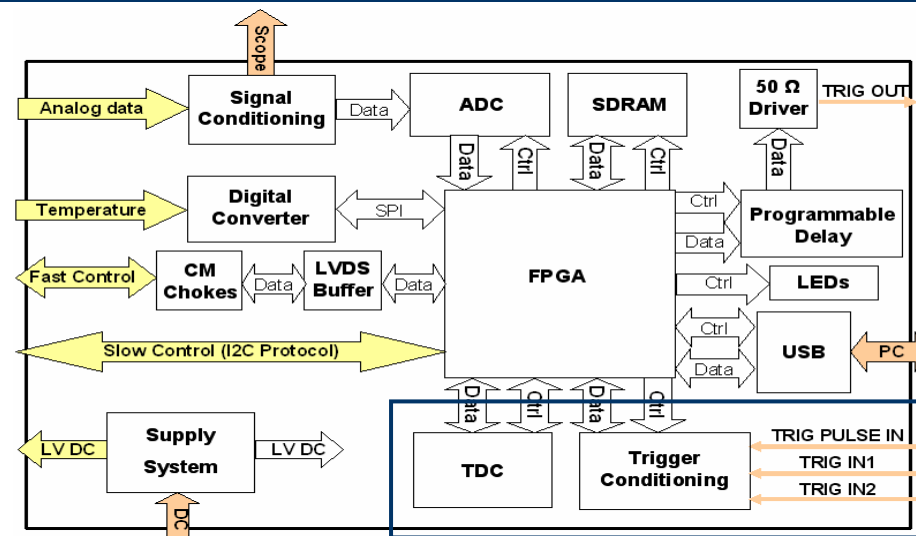 Scope
Analog data
Signal
Conditioning
Data
ADC
SDRAM
50 Ω
Driver
TRIG OUT
Data
Ctrl
Data
Ctrl
Data
Temperature
Digital
Converter
SPI
FPGA
Ctrl
Data
Programmable
Delay
Fast Control
CM
Chokes
Data
LVDS
Buffer
Data
Ctrl
LEDs
Slow Control (I2C Protocol)
Ctrl
Data
USB
PC
Data
Ctrl
Data
Ctrl
LV DC
Supply
System
LV DC
DC
TDC
Trigger
Conditioning
TRIG PULSE IN
TRIG IN1
TRIG IN2